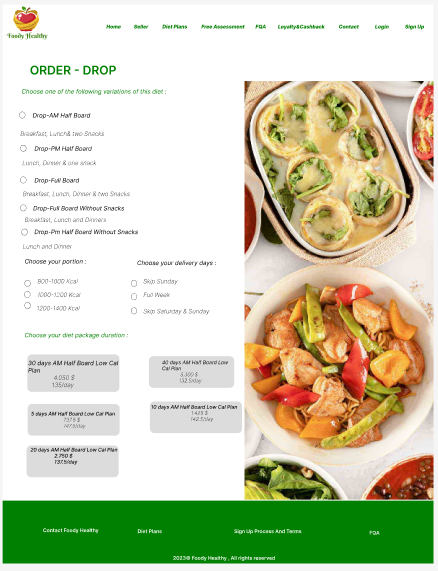 Foody Healthy
Home Seller Diet Plans Free Assessment FQA Loyalty&Cashback Contact Login Sign Up
ORDER - DROP
Choose one of the following variations of this diet :
Drop-AM Half Board
Breakfast, Lunch& two Snacks
Drop-PM Half Board
Lunch, Dinner & one snack
Drop-Full Board
Breakfast, Lunch, Dinner & two Snacks
Drop-Full Board Without Snacks
Breakfast, Lunch and Dinners
Drop-Pm Half Board Without Snacks
Lunch and Dinner
Choose your portion :
800-1000 Kcal
1000-1200 Kcal
1200-1400 Kcal
Choose your delivery days :
Skip Sunday
Full Week
Skip Saturday & Sunday
Choose your diet package duration :
30 days AM Half Board Low Cal
Plan
4.050 $
135/day
40 days AM Half Board Low
Cal Plan
5.300 $
132.5/day
5 days AM Half Board Low Cal Plan
737.5 $
147.5/day
10 days AM Half Board Low Cal Plan
1.425 $
142.5/day
20 days AM Half Board Low Cal Plan
2.750 $
137.5/day
Contact Foody Healthy Diet Plans Sign Up Process And Terms FQA
2023® Foody Healthy , All rights reserved